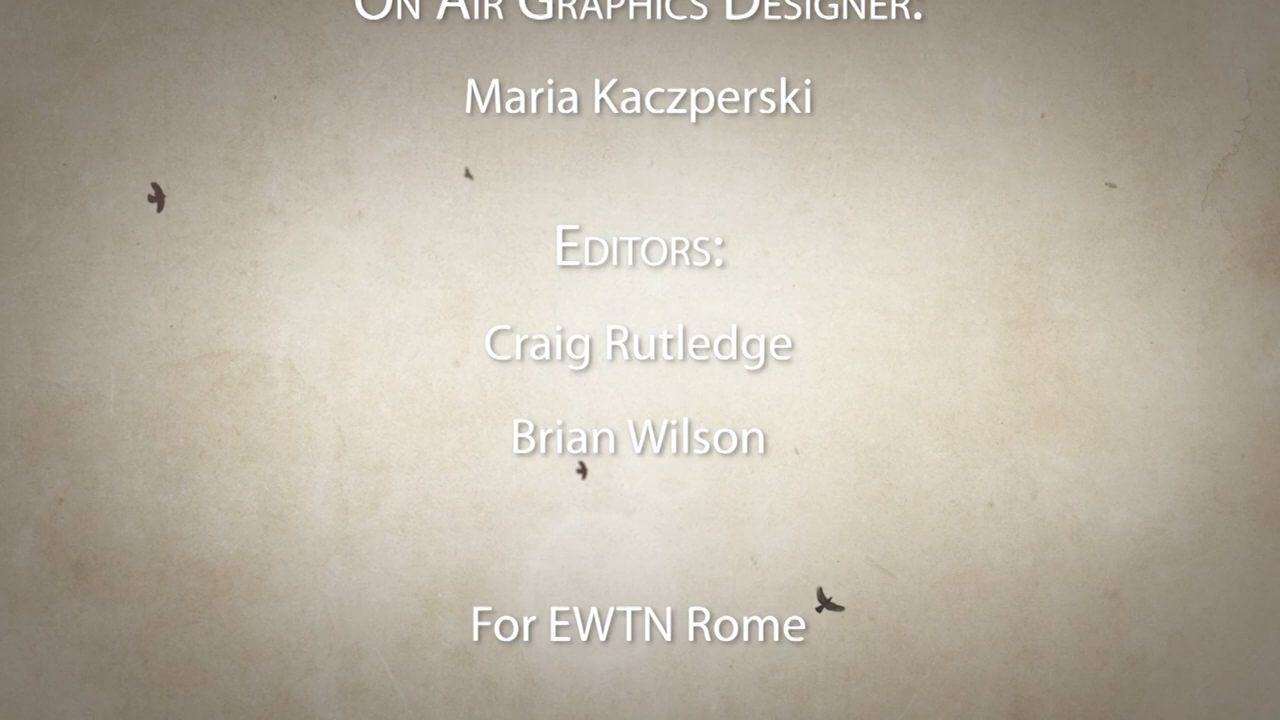 On Air Graphics Designer:
Maria Kaczperski
Editors:
Craig Rutledge
Brian Wilson
For EWTN Rome